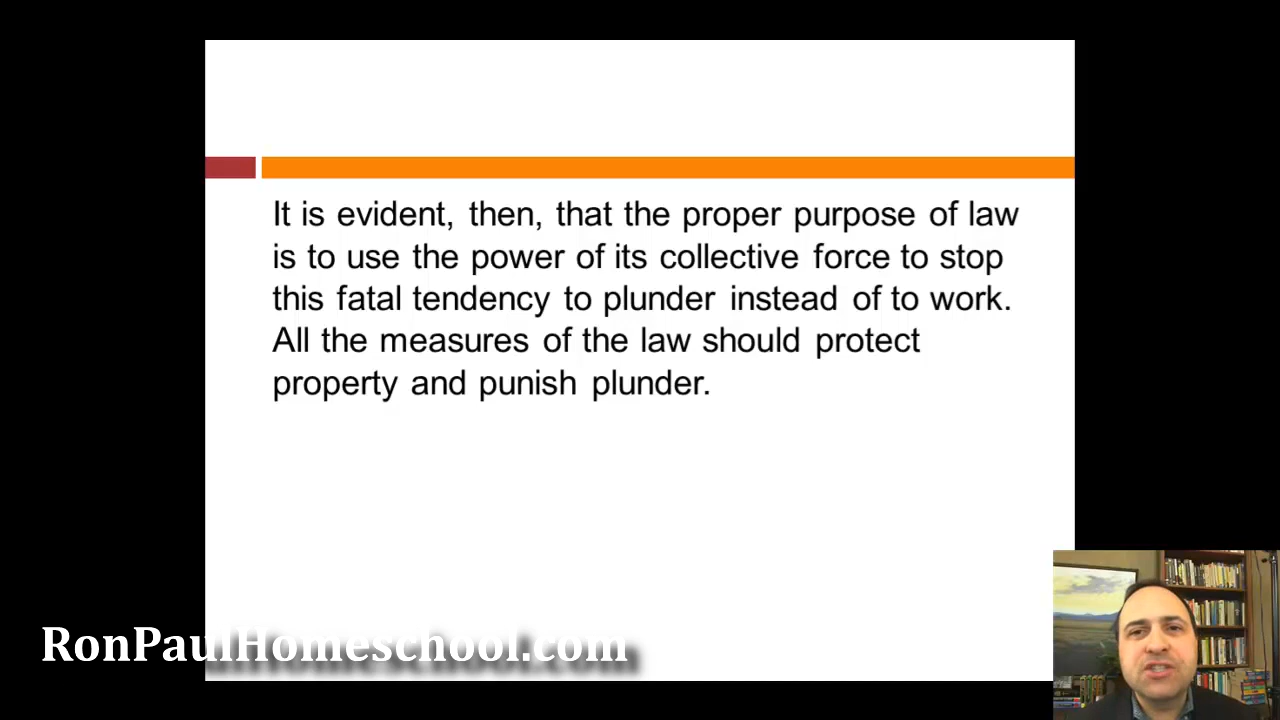 It is evident, then, that the proper purpose of law
is to use the power of its collective force to stop
this fatal tendency to plunder instead of to work.
All the measures of the law should protect
property and punish plunder.
RonPaulHomeschool.com